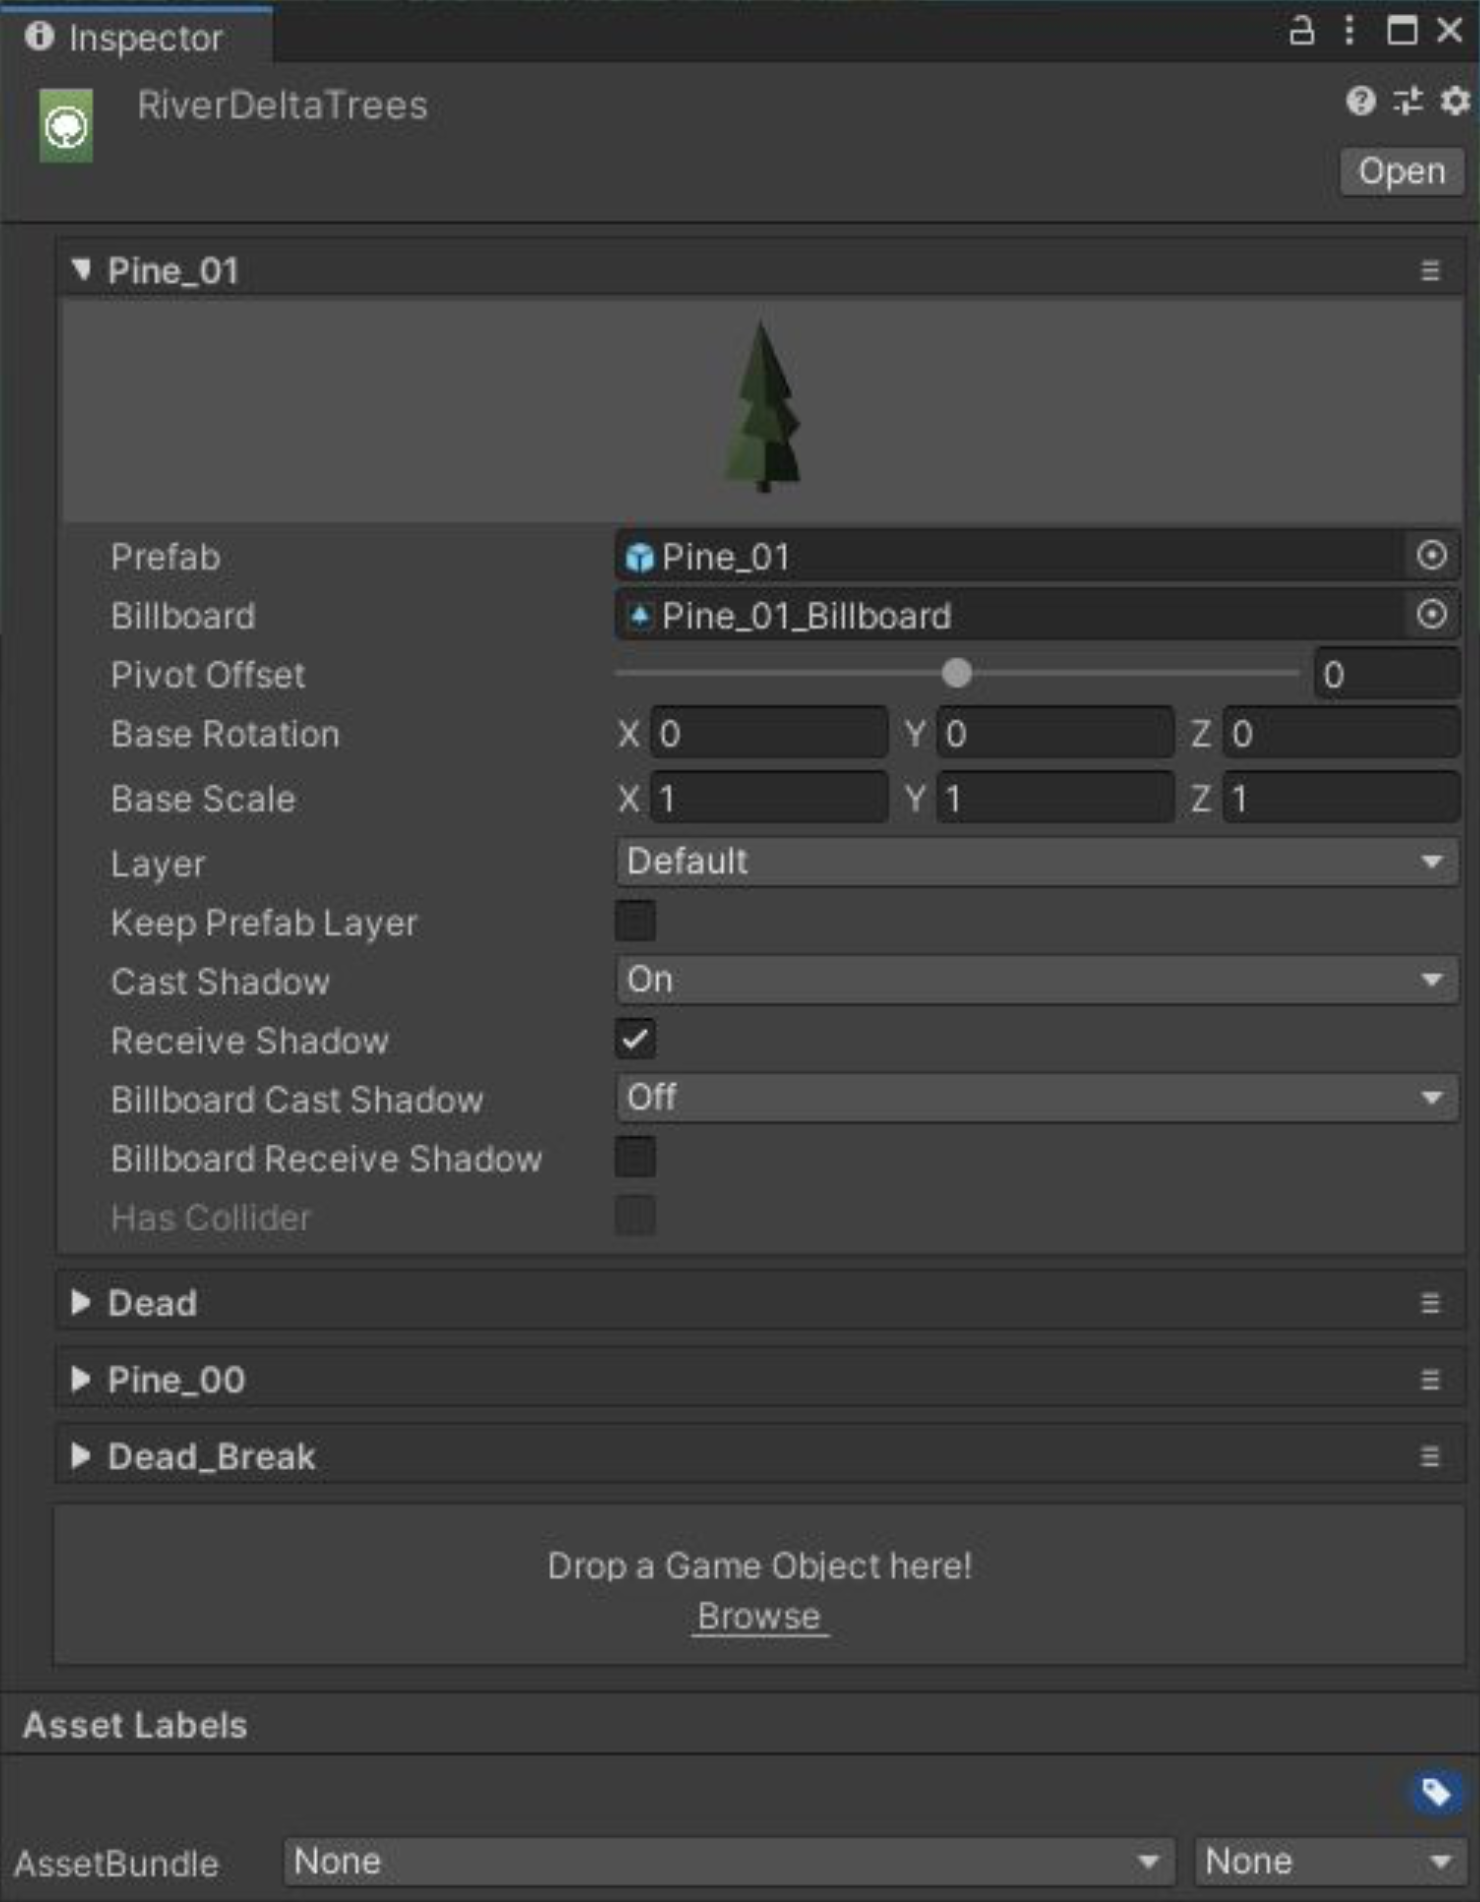 Inspector
RiverDeltaTrees
Open
Pine_01
Prefab Pine_01
Billboard Pine_01_Billboard
Pivot Offset 0
Base Rotation X 0 Y 0 Z 0
Base Scale X 1 Y 1 Z 1
Layer Default
Keep Prefab Layer
Cast Shadow On
Receive Shadow
Billboard Cast Shadow Off
Billboard Receive Shadow
Has Collider
Dead
Pine_00
Dead_Break
Drop a Game Object here!
Browse
Asset Labels
AssetBundle None None